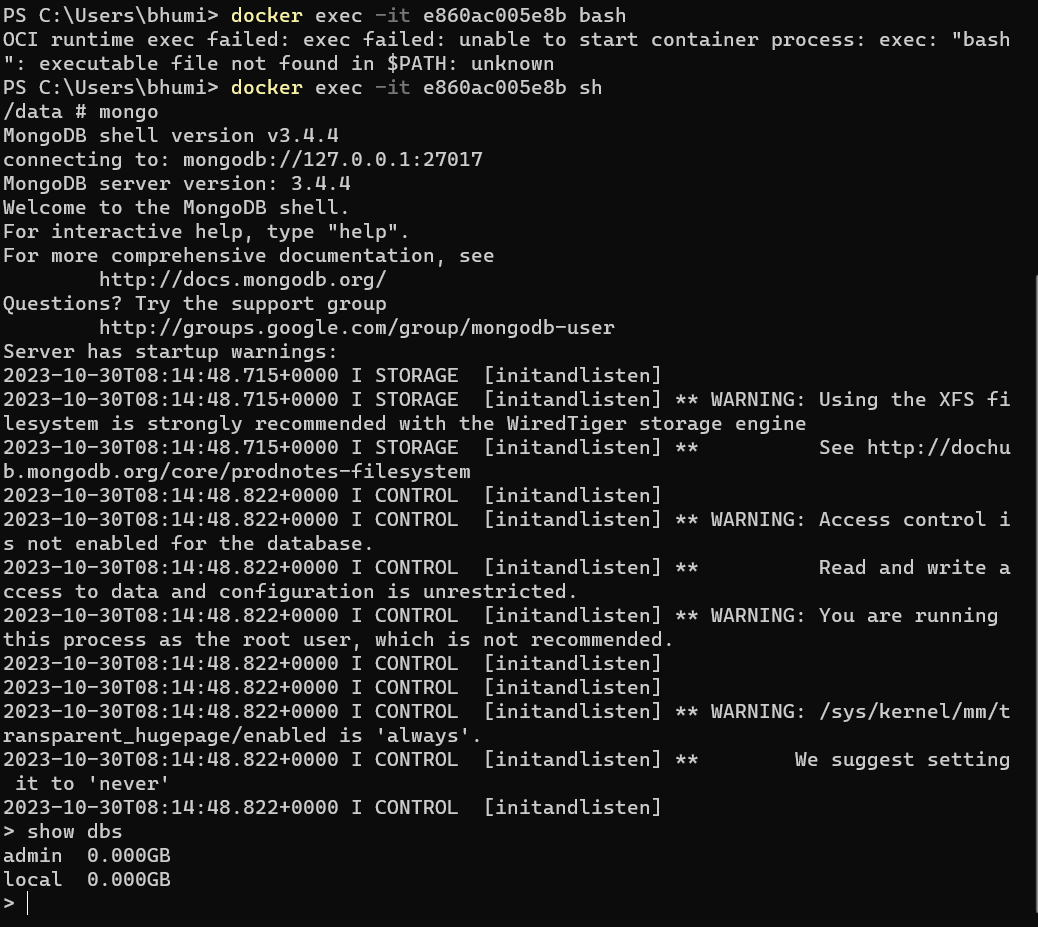 PS C:\Users\bhumi> docker exec -it e860ac005e8b bash
OCI runtime exec failed: exec failed: unable to start container process: exec: "bash
": executable file not found in $PATH: unknown
PS C:\Users\bhumi> docker exec -it e860ac005e8b sh
/data # mongo
MongoDB shell version v3.4.4
connecting to: mongodb://127.0.0.1:27017
MongoDB server version: 3.4.4
Welcome to the MongoDB shell.
For interactive help, type "help".
For more comprehensive documentation, see
        http://docs.mongodb.org/
Questions? Try the support group
        http://groups.google.com/group/mongodb-user
Server has startup warnings:
2023-10-30T08:14:48.715+0000 I STORAGE  [initandlisten]
2023-10-30T08:14:48.715+0000 I STORAGE  [initandlisten] ** WARNING: Using the XFS fi
lesystem is strongly recommended with the WiredTiger storage engine
2023-10-30T08:14:48.715+0000 I STORAGE  [initandlisten] **          See http://dochu
b.mongodb.org/core/prodnotes-filesystem
2023-10-30T08:14:48.822+0000 I CONTROL  [initandlisten]
2023-10-30T08:14:48.822+0000 I CONTROL  [initandlisten] ** WARNING: Access control i
s not enabled for the database.
2023-10-30T08:14:48.822+0000 I CONTROL  [initandlisten] **          Read and write a
ccess to data and configuration is unrestricted.
2023-10-30T08:14:48.822+0000 I CONTROL  [initandlisten] ** WARNING: You are running
this process as the root user, which is not recommended.
2023-10-30T08:14:48.822+0000 I CONTROL  [initandlisten]
2023-10-30T08:14:48.822+0000 I CONTROL  [initandlisten]
2023-10-30T08:14:48.822+0000 I CONTROL  [initandlisten] ** WARNING: /sys/kernel/mm/t
ransparent_hugepage/enabled is 'always'.
2023-10-30T08:14:48.822+0000 I CONTROL  [initandlisten] **        We suggest setting
 it to 'never'
2023-10-30T08:14:48.822+0000 I CONTROL  [initandlisten]
> show dbs
admin  0.000GB
local  0.000GB
>